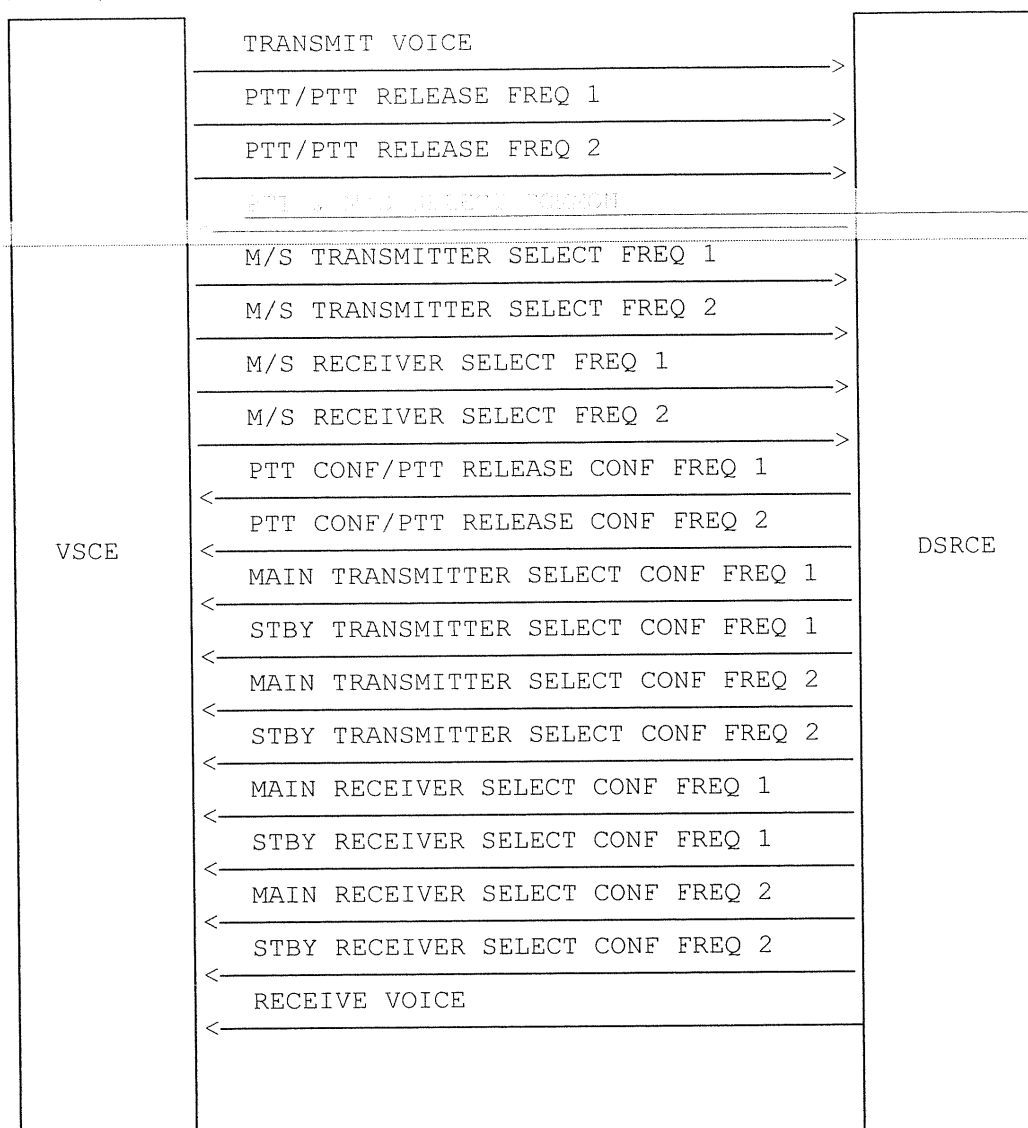 TRANSMIT VOICE
PTT/PTT RELEASE FREQ 1
PTT/PTT RELEASE FREQ 2
M/S TRANSMITTER SELECT FREQ 1
M/S TRANSMITTER SELECT FREQ 2
M/S RECEIVER SELECT FREQ 1
M/S RECEIVER SELECT FREQ 2
PTT CONF/PTT RELEASE CONF FREQ 1
PTT CONF/PTT RELEASE CONF FREQ 2
VSCE
DSRCE
MAIN TRANSMITTER SELECT CONF FREQ 1
STBY TRANSMITTER SELECT CONF FREQ 1
MAIN TRANSMITTER SELECT CONF FREQ 2
STBY TRANSMITTER SELECT CONF FREQ 2
MAIN RECEIVER SELECT CONF FREQ 1
STBY RECEIVER SELECT CONF FREQ 1
MAIN RECEIVER SELECT CONF FREQ 2
STBY RECEIVER SELECT CONF FREQ 2
RECEIVE VOICE